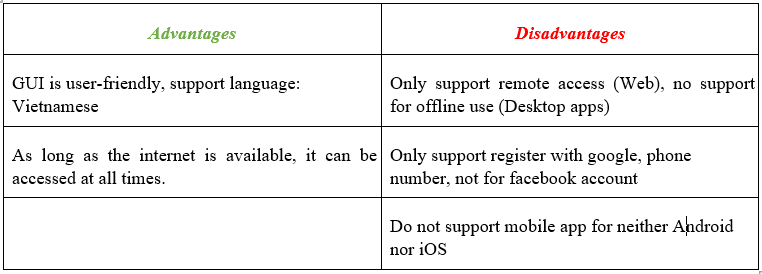 Advantages
Disadvantages
GUI is user-friendly, support language:
Vietnamese
Only support remote access (Web), no support
for offline use (Desktop apps)
As long as the internet is available, it can be
accessed at all times.
Only support register with google, phone
number, not for facebook account
Do not support mobile app for neither Android
nor iOS